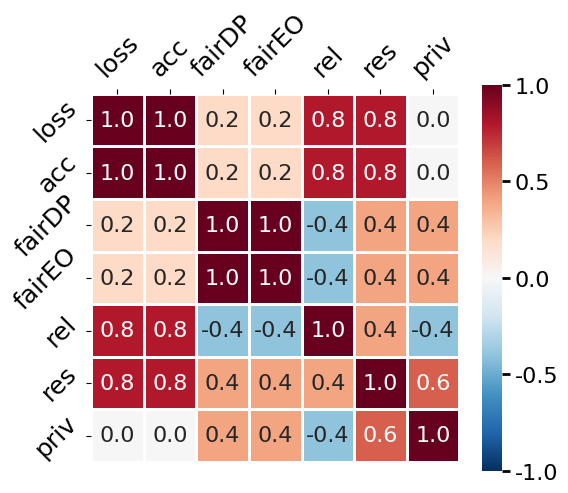 loss acc fairDP fairEO rel res priv
loss 1.0 1.0 0.2 0.2 0.8 0.8 0.0
acc 1.0 1.0 0.2 0.2 0.8 0.8 0.0
fairDP 0.2 0.2 1.0 1.0 -0.4 0.4 0.4
fairEO 0.2 0.2 1.0 1.0 -0.4 0.4 0.4
rel 0.8 0.8 -0.4 -0.4 1.0 0.4 -0.4
res 0.8 0.8 0.4 0.4 0.4 1.0 0.6
priv 0.0 0.0 0.4 0.4 -0.4 0.6 1.0
1.0
0.5
0.0
-0.5
-1.0